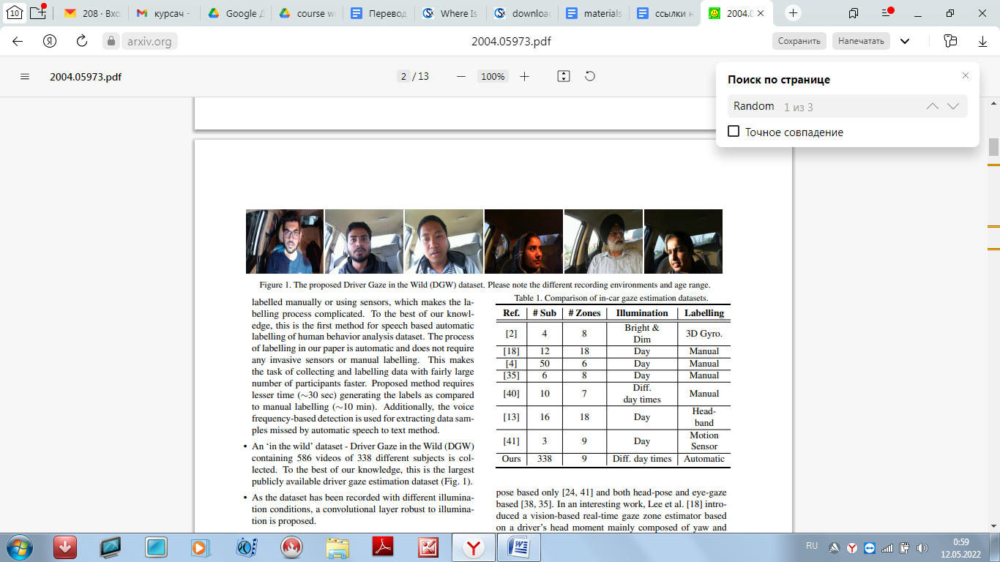 10
208 · Вхо
курсач -
Google Д
course w
Перевод
Where Is
downloac
materials
ссылки н
2004.0
arxiv.org
2004.05973.pdf
Сохранить
Напечатать
2004.05973.pdf
2 / 13
100%
Поиск по странице
Random 1 из 3
Точное совпадение
Figure 1. The proposed Driver Gaze in the Wild (DGW) dataset. Please note the different recording environments and age range.
labelled manually or using sensors, which makes the la-
belling process complicated. To the best of our knowl-
edge, this is the first method for speech based automatic
labelling of human behavior analysis dataset. The process
of labelling in our paper is automatic and does not require
any invasive sensors or manual labelling. This makes
the task of collecting and labelling data with fairly large
number of participants faster. Proposed method requires
lesser time (∼30 sec) generating the labels as compared
to manual labelling (∼10 min). Additionally, the voice
frequency-based detection is used for extracting data sam-
ples missed by automatic speech to text method.
• An ‘in the wild’ dataset - Driver Gaze in the Wild (DGW)
containing 586 videos of 338 different subjects is col-
lected. To the best of our knowledge, this is the largest
publicly available driver gaze estimation dataset (Fig. 1).
• As the dataset has been recorded with different illumina-
tion conditions, a convolutional layer robust to illumina-
tion is proposed.
Table 1. Comparison of in-car gaze estimation datasets.
Ref. # Sub # Zones Illumination Labelling
[2] 4 8 Bright & Dim 3D Gyro.
[18] 12 18 Day Manual
[4] 50 6 Day Manual
[35] 6 8 Day Manual
[40] 10 7 Diff. day times Manual
[13] 16 18 Day Head-band
[41] 3 9 Day Motion Sensor
Ours 338 9 Diff. day times Automatic
pose based only [24, 41] and both head-pose and eye-gaze
based [38, 35]. In an interesting work, Lee et al. [18] intro-
duced a vision-based real-time gaze zone estimator based
on a driver’s head moment mainly composed of yaw and
RU
0:59
12.05.2022